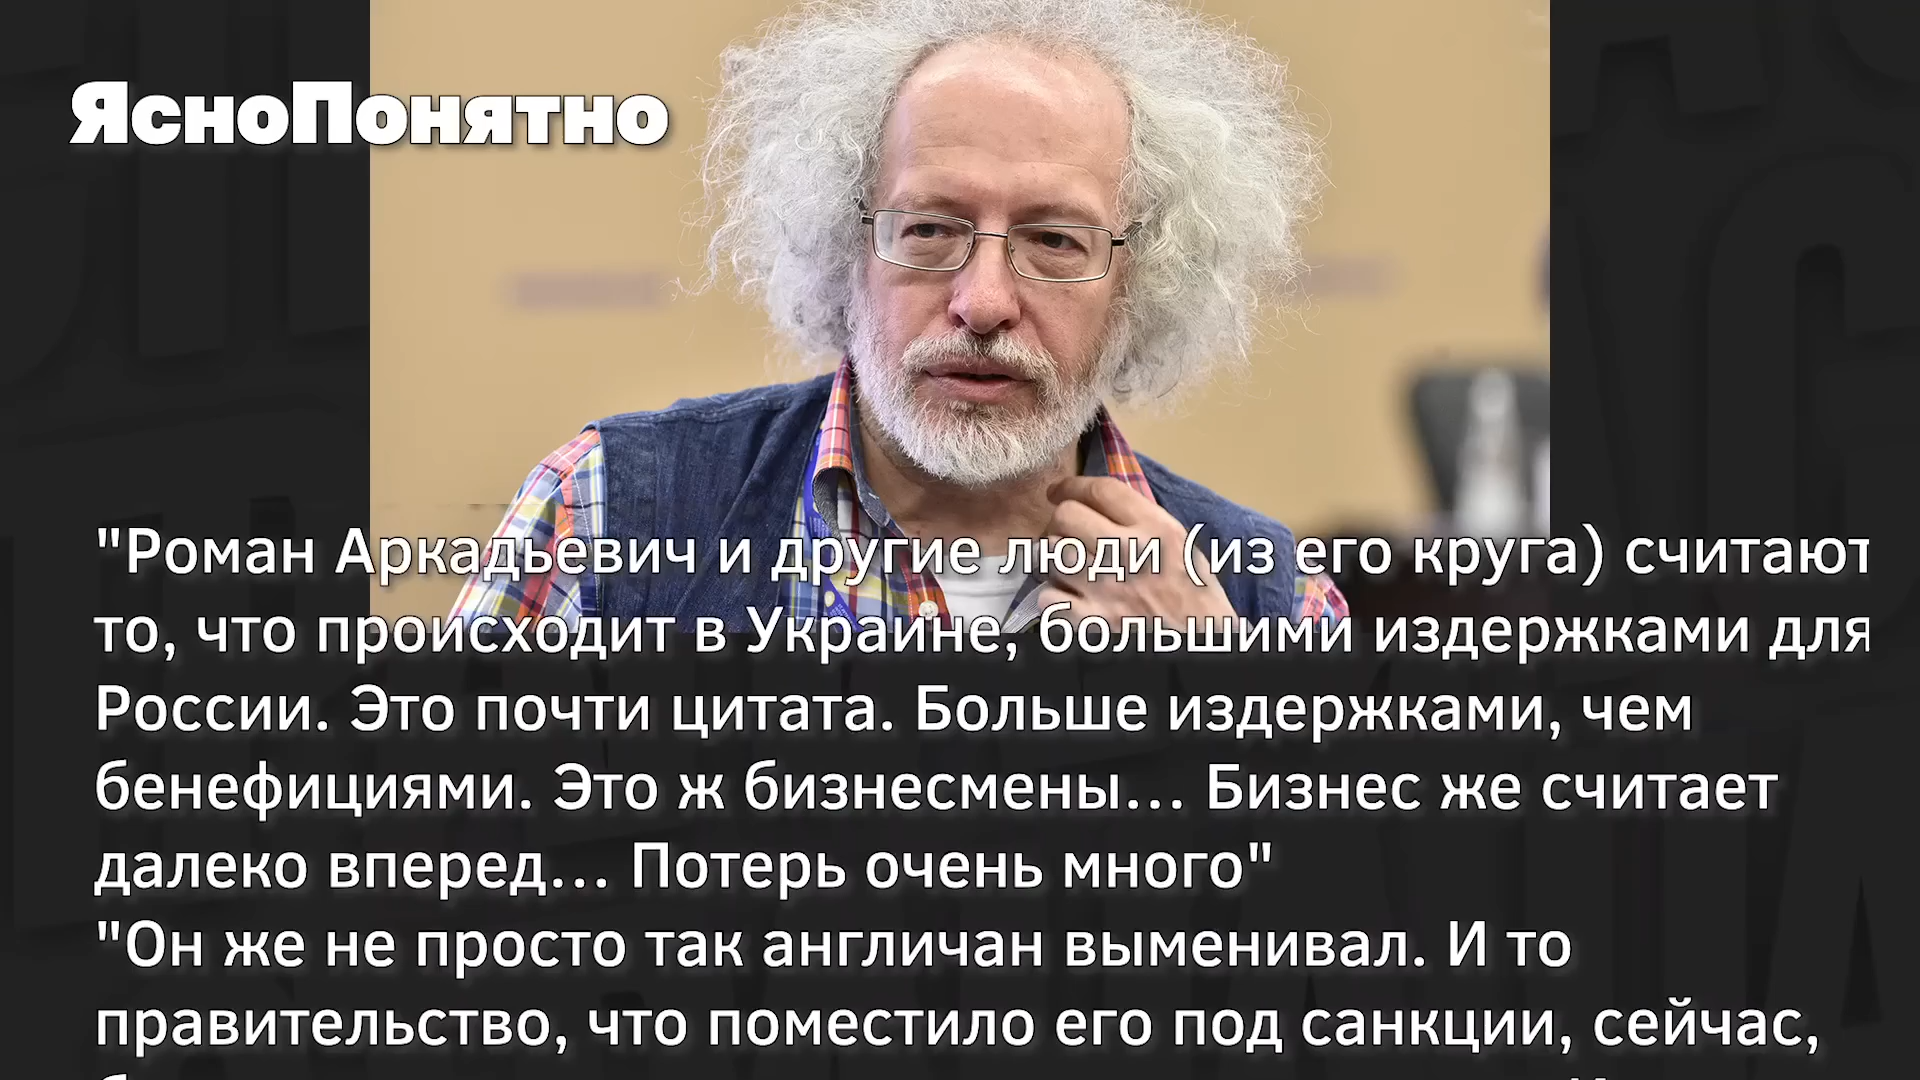 ЯсноПонятно
"Роман Аркадьевич и другие люди (из его круга) считают
то, что происходит в Украине, большими издержками для
России. Это почти цитата. Больше издержками, чем
бенефициями. Это ж бизнесмены... Бизнес же считает
далеко вперед... Потерь очень много"
"Он же не просто так англичан выменивал. И то
правительство, что поместило его под санкции, сейчас,